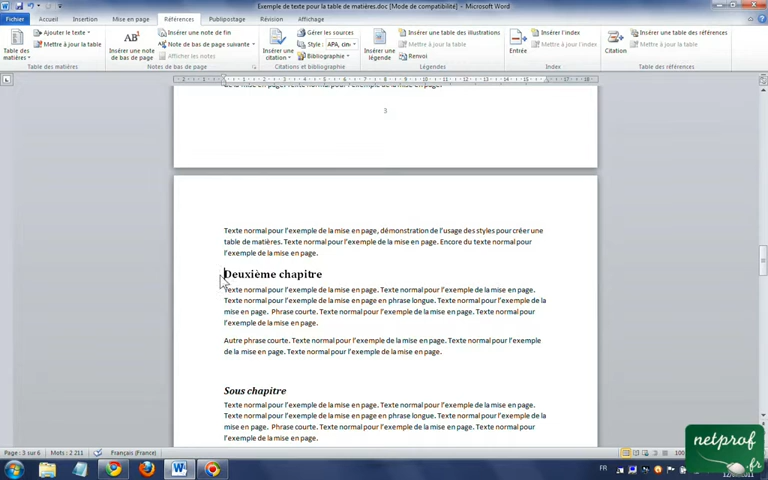 Exemple de texte pour la table de matières.doc [Mode de compatibilité] - Microsoft Word
Fichier Accueil Insertion Mise en page Références Publipostage Révision Affichage
Table des matières
Ajouter le texte
Mettre à jour la table
Table des matières
Insérer une note de bas de page
Insérer une note de fin
Note de bas de page suivante
Afficher les notes
Notes de bas de page
Insérer une citation
Gérer les sources
Style : APA, cin
Bibliographie
Citations et bibliographie
Insérer une légende
Insérer une table des illustrations
Mettre à jour la table
Renvoi
Légendes
Entrée
Insérer l'index
Mettre à jour l'index
Index
Citation
Insérer une table des références
Mettre à jour la table
Table des références
3
Texte normal pour l'exemple de la mise en page, démonstration de l'usage des styles pour créer une
table de matières. Texte normal pour l'exemple de la mise en page. Encore du texte normal pour
l'exemple de la mise en page.
Deuxième chapitre
Texte normal pour l'exemple de la mise en page. Texte normal pour l'exemple de la mise en page.
Texte normal pour l'exemple de la mise en page en phrase longue. Texte normal pour l'exemple de la
mise en page. Phrase courte. Texte normal pour l'exemple de la mise en page. Texte normal pour
l'exemple de la mise en page.
Autre phrase courte. Texte normal pour l'exemple de la mise en page. Texte normal pour l'exemple
de la mise en page. Texte normal pour l'exemple de la mise en page.
Sous chapitre
Texte normal pour l'exemple de la mise en page. Texte normal pour l'exemple de la mise en page.
Texte normal pour l'exemple de la mise en page en phrase longue. Texte normal pour l'exemple de la
mise en page. Phrase courte. Texte normal pour l'exemple de la mise en page. Texte normal pour
l'exemple de la mise en page.
Page : 3 sur 6 Mots : 2 211 Français (France)
FR
netprof
.fr